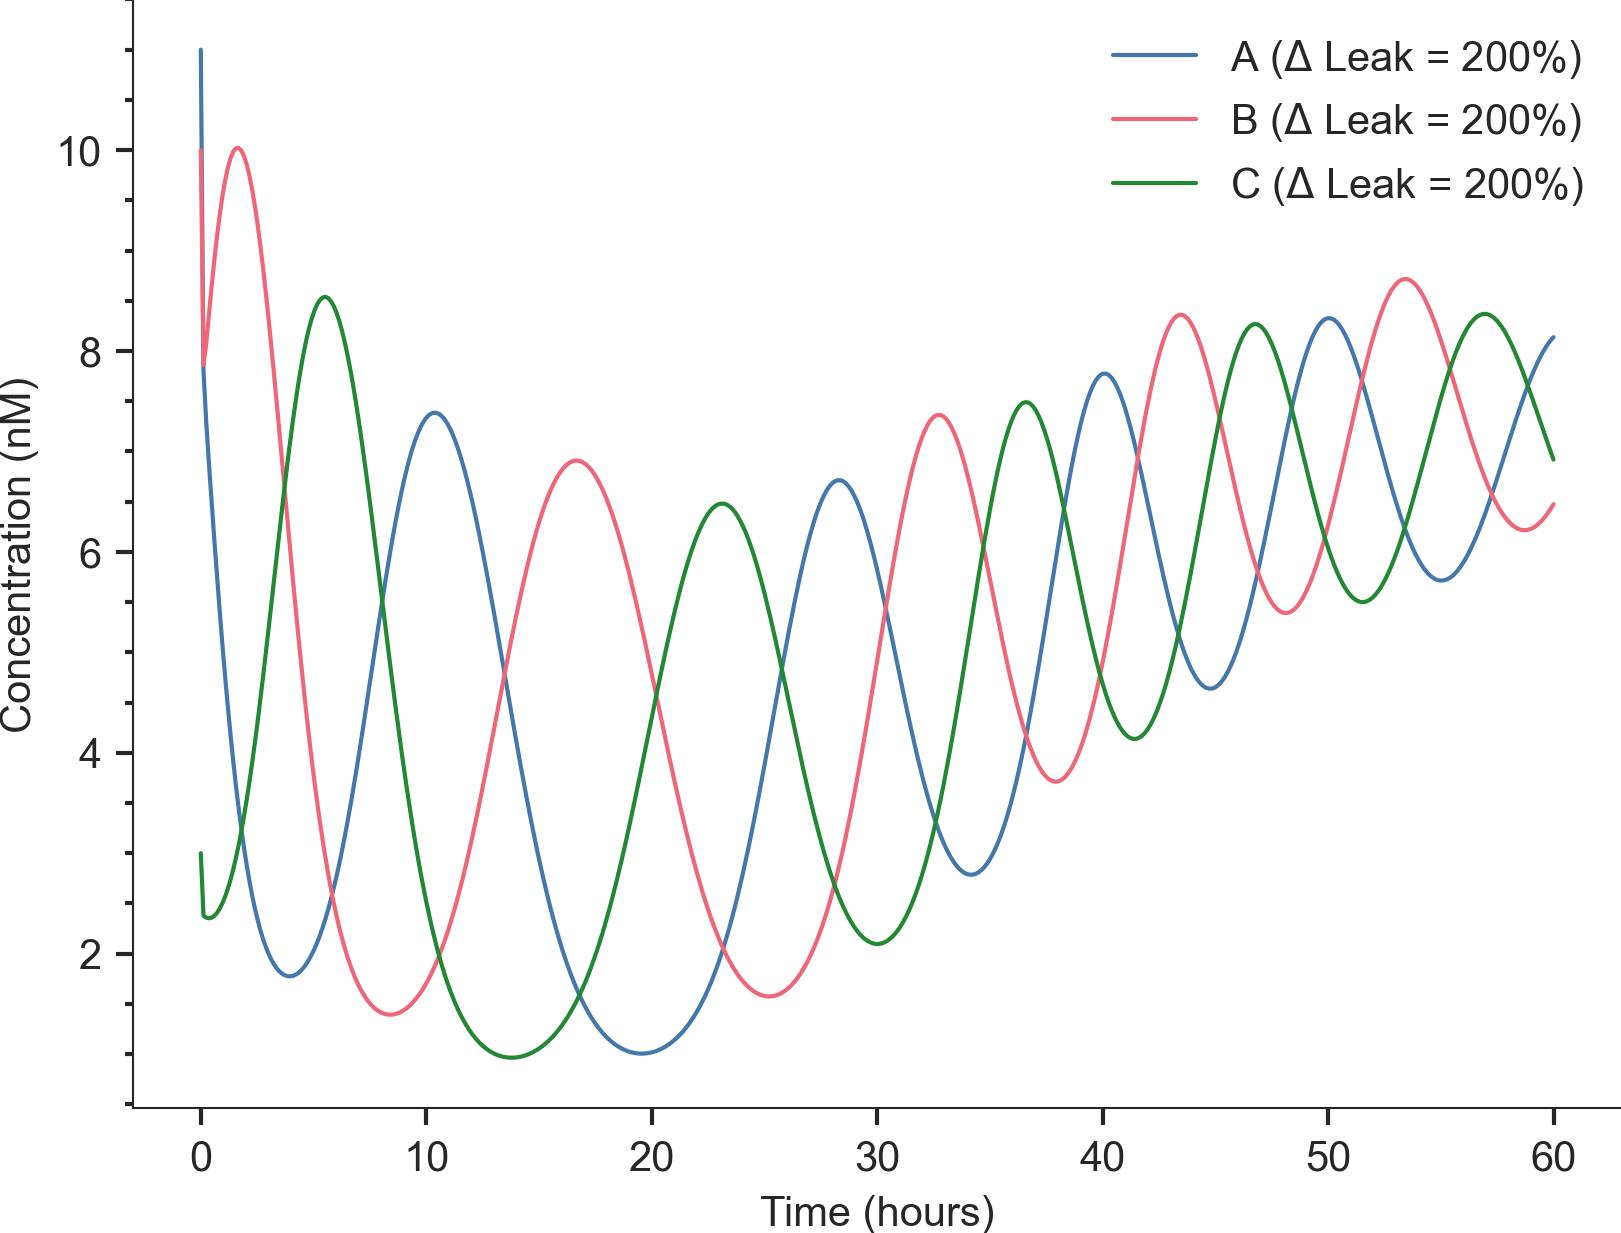 A (Δ Leak = 200%)
B (Δ Leak = 200%)
C (Δ Leak = 200%)
Concentration (nM)
10
8
6
4
2
0 10 20 30 40 50 60
Time (hours)